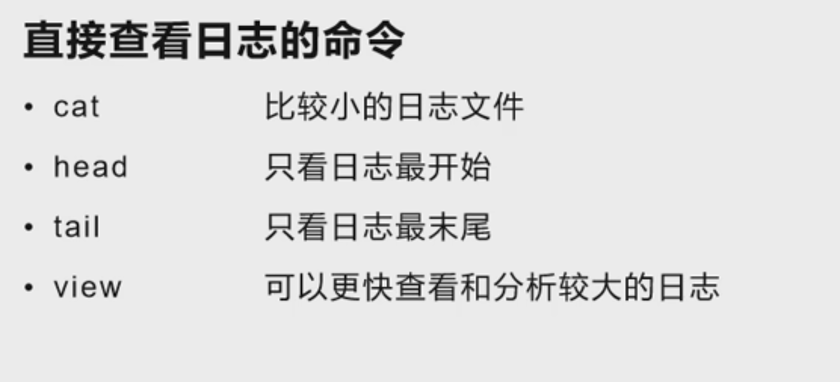 直接查看日志的命令
• cat 比较小的日志文件
• head 只看日志最开始
• tail 只看日志最末尾
• view 可以更快查看和分析较大的日志